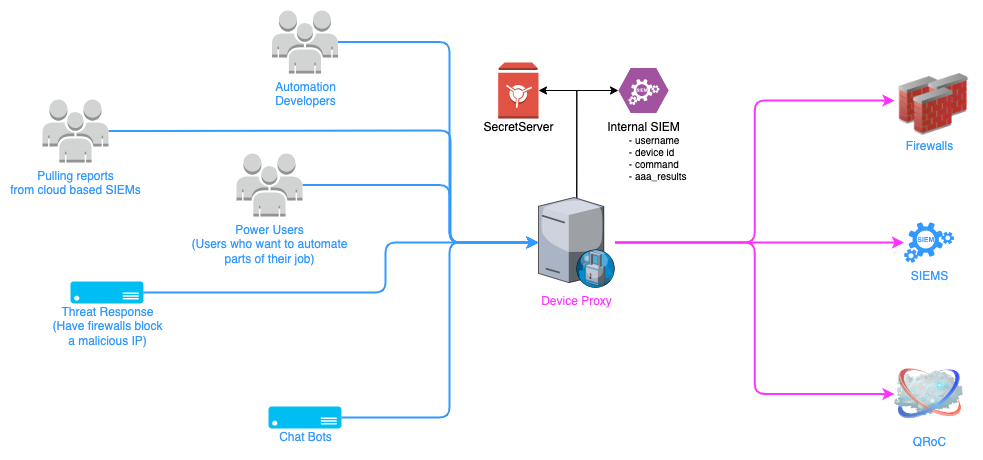 Automation
Developers
Pulling reports
from cloud based SIEMs
Power Users
(Users who want to automate
parts of their job)
Threat Response
(Have firewalls block
a malicious IP)
Chat Bots
SecretServer
SIEM
Internal SIEM
- username
- device id
- command
- aaa_results
Device Proxy
Firewalls
SIEM
SIEMS
QRoC